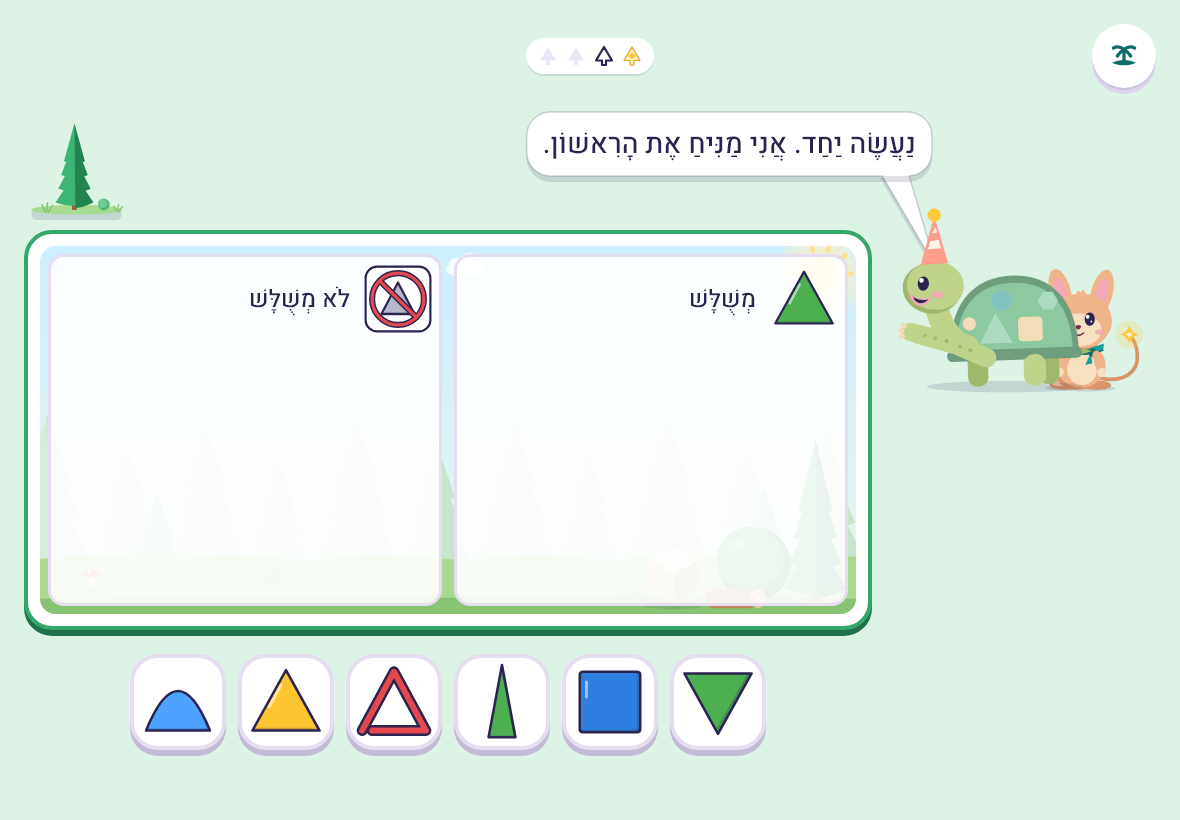 נַעֲשֶׂה יַחַד. אֲנִי מַנִּיחַ אֶת הָרִאשׁוֹן.
מְשֻׁלָּשׁ
לֹא מְשֻׁלָּשׁ